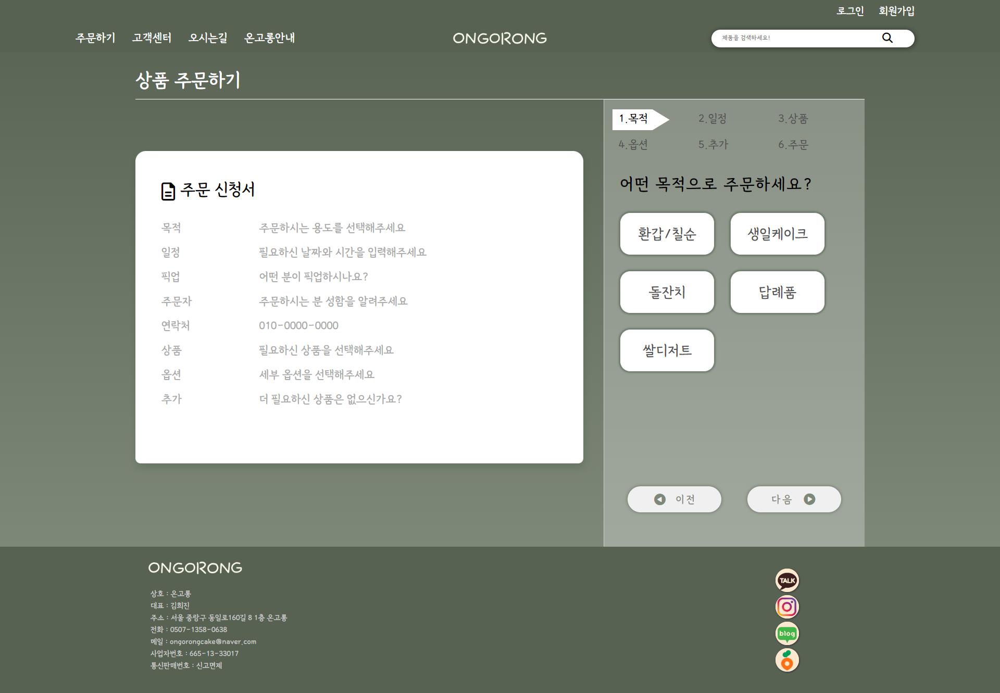 로그인 회원가입
주문하기 고객센터 오시는길 온고롱안내 ONGORONG 제품을 검색하세요!
상품 주문하기
1.목적 2.일정 3.상품
4.옵션 5.추가 6.주문
주문 신청서
목적 주문하시는 용도를 선택해주세요
일정 필요하신 날짜와 시간을 입력해주세요
픽업 어떤 분이 픽업하시나요?
주문자 주문하시는 분 성함을 알려주세요
연락처 010-0000-0000
상품 필요하신 상품을 선택해주세요
옵션 세부 옵션을 선택해주세요
추가 더 필요하신 상품은 없으신가요?
어떤 목적으로 주문하세요?
환갑/칠순 생일케이크
돌잔치 답례품
쌀디저트
이전 다음
ONGORONG
상호 : 온고롱
대표 : 김희진
주소 : 서울 중랑구 동일로160길 8 1층 온고롱
전화 : 0507-1358-0638
메일 : ongorongcake@naver.com
사업자번호 : 665-13-33017
통신판매번호 : 신고면제
TALK
blog